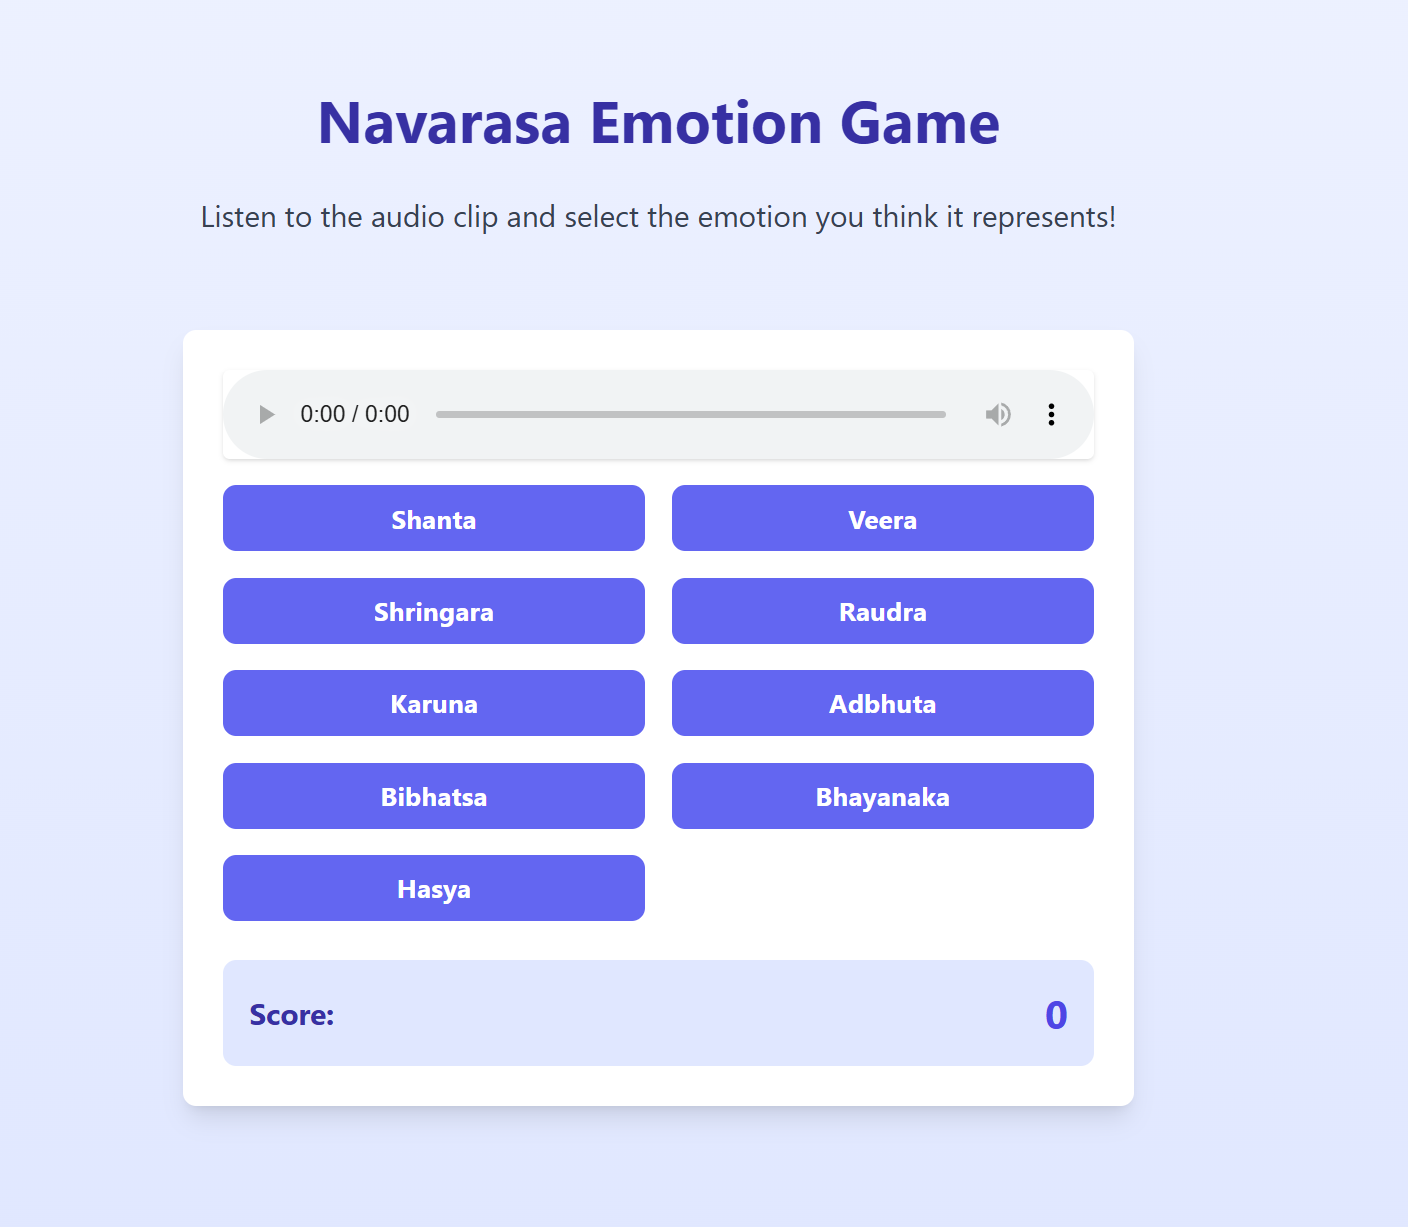 Navarasa Emotion Game
Listen to the audio clip and select the emotion you think it represents!
0:00 / 0:00
Shanta
Veera
Shringara
Raudra
Karuna
Adbhuta
Bibhatsa
Bhayanaka
Hasya
Score:
0